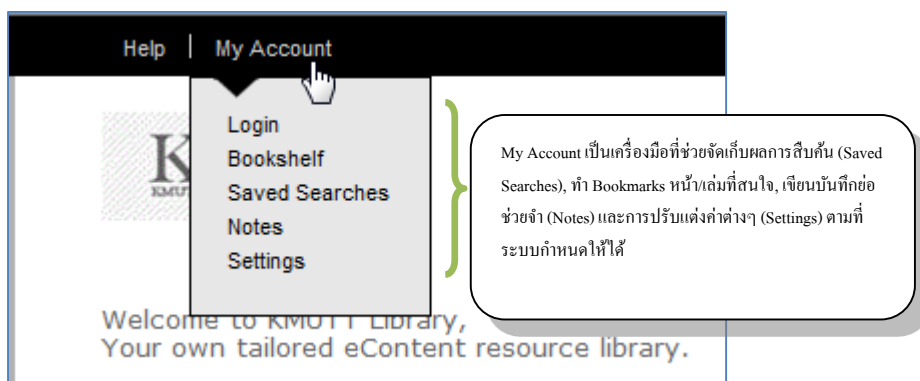 Help | My Account
Login
Bookshelf
Saved Searches
Notes
Settings
My Account เป็นเครื่องมือที่ช่วยจัดเก็บผลการสืบค้น (Saved
Searches), ทำ Bookmarks หน้า/เล่มที่สนใจ, เขียนบันทึกย่อ
ช่วยจำ (Notes) และการปรับแต่งค่าต่างๆ (Settings) ตามที่
ระบบกำหนดให้ได้
Welcome to KMUTT Library,
Your own tailored eContent resource library.